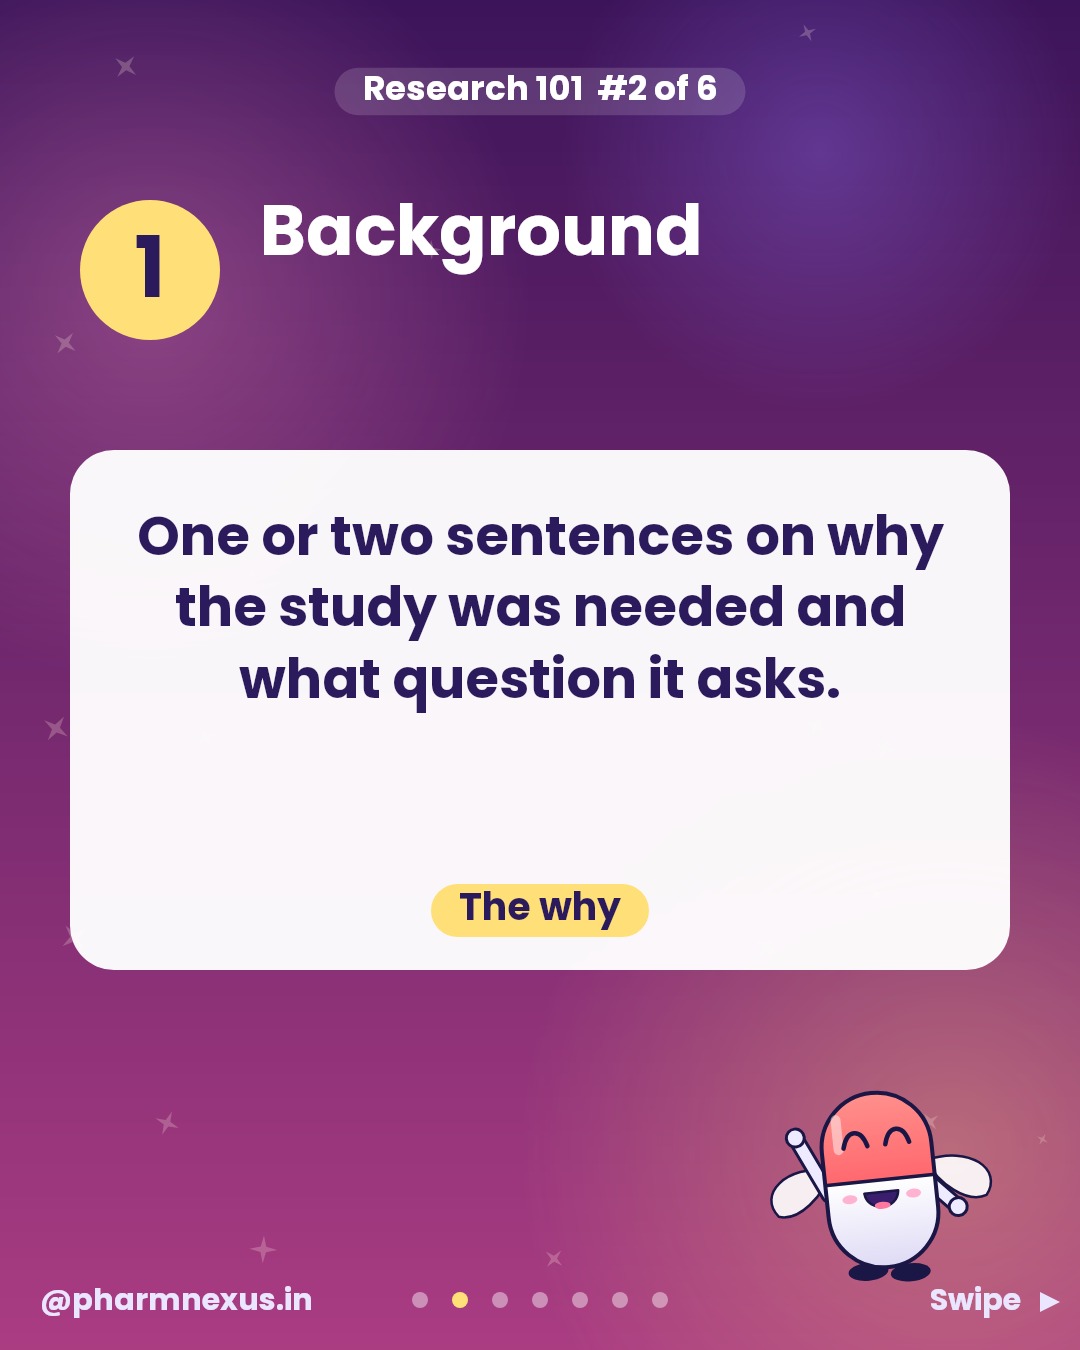 Research 101 #2 of 6
1
Background
One or two sentences on why
the study was needed and
what question it asks.
The why
@pharmnexus.in
Swipe ▶